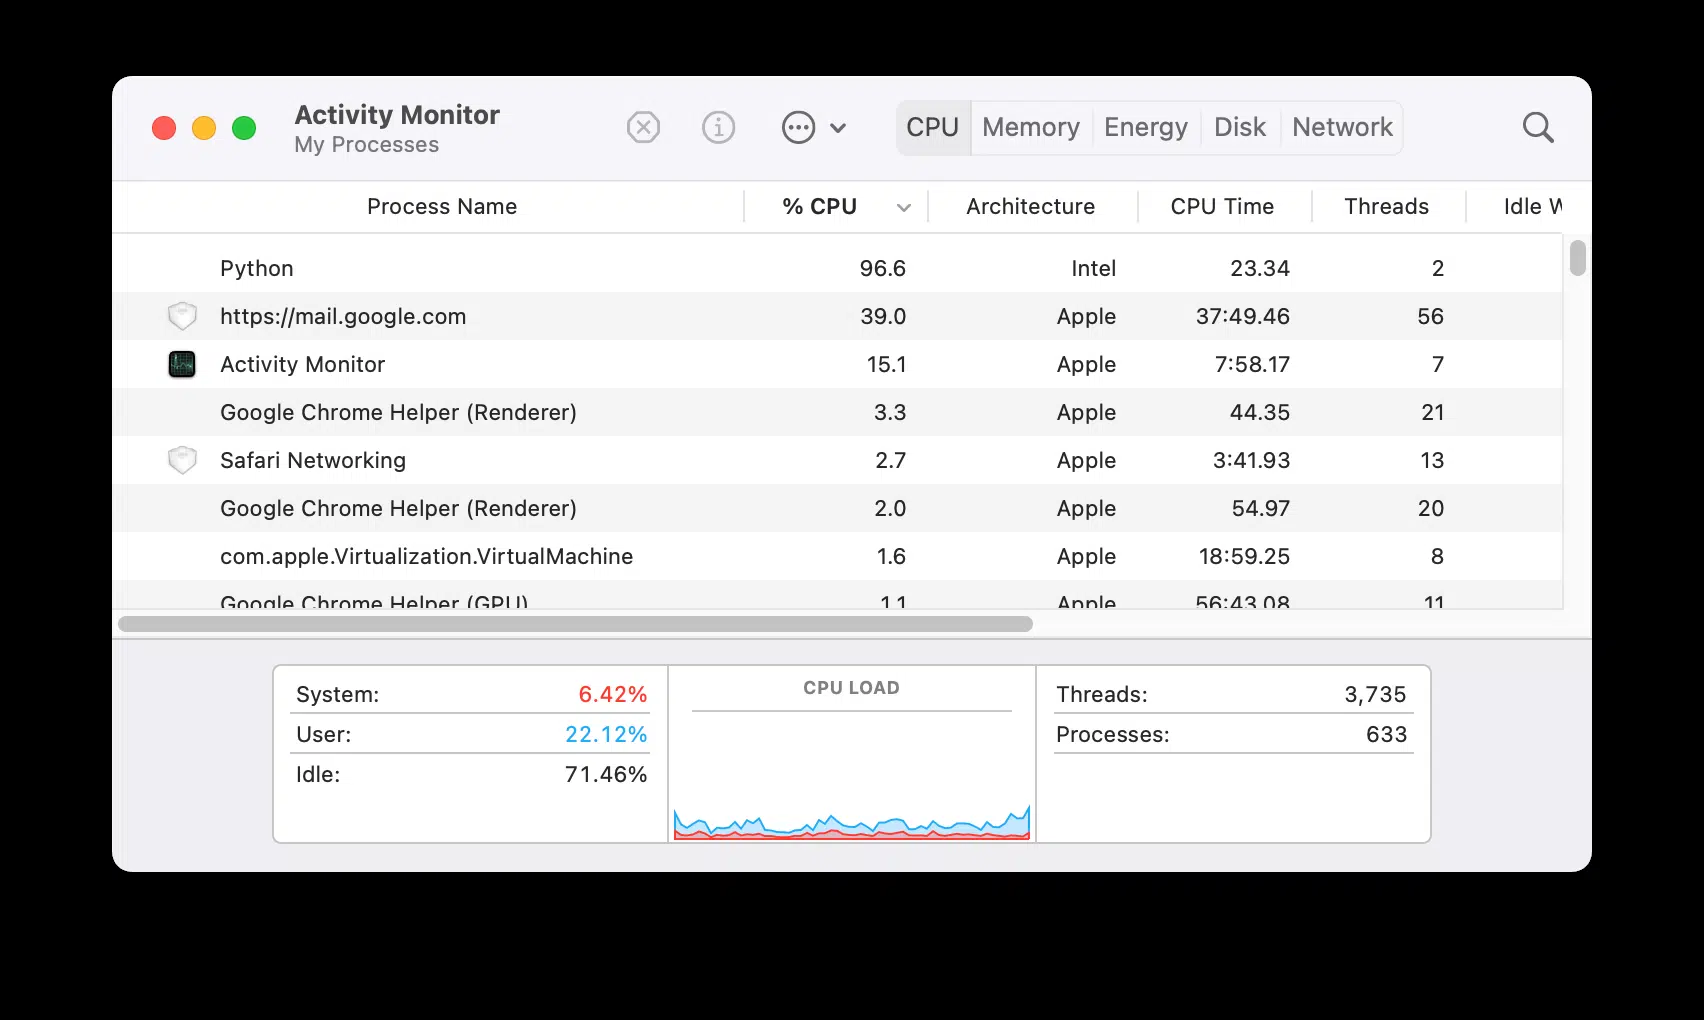 Activity Monitor
My Processes
CPU Memory Energy Disk Network
Process Name % CPU Architecture CPU Time Threads Idle W
Python 96.6 Intel 23.34 2
https://mail.google.com 39.0 Apple 37:49.46 56
Activity Monitor 15.1 Apple 7:58.17 7
Google Chrome Helper (Renderer) 3.3 Apple 44.35 21
Safari Networking 2.7 Apple 3:41.93 13
Google Chrome Helper (Renderer) 2.0 Apple 54.97 20
com.apple.Virtualization.VirtualMachine 1.6 Apple 18:59.25 8
Google Chrome Helper (GPU) 1.1 Apple 56:43.08 11
System: 6.42%
User: 22.12%
Idle: 71.46%
CPU LOAD
Threads: 3,735
Processes: 633